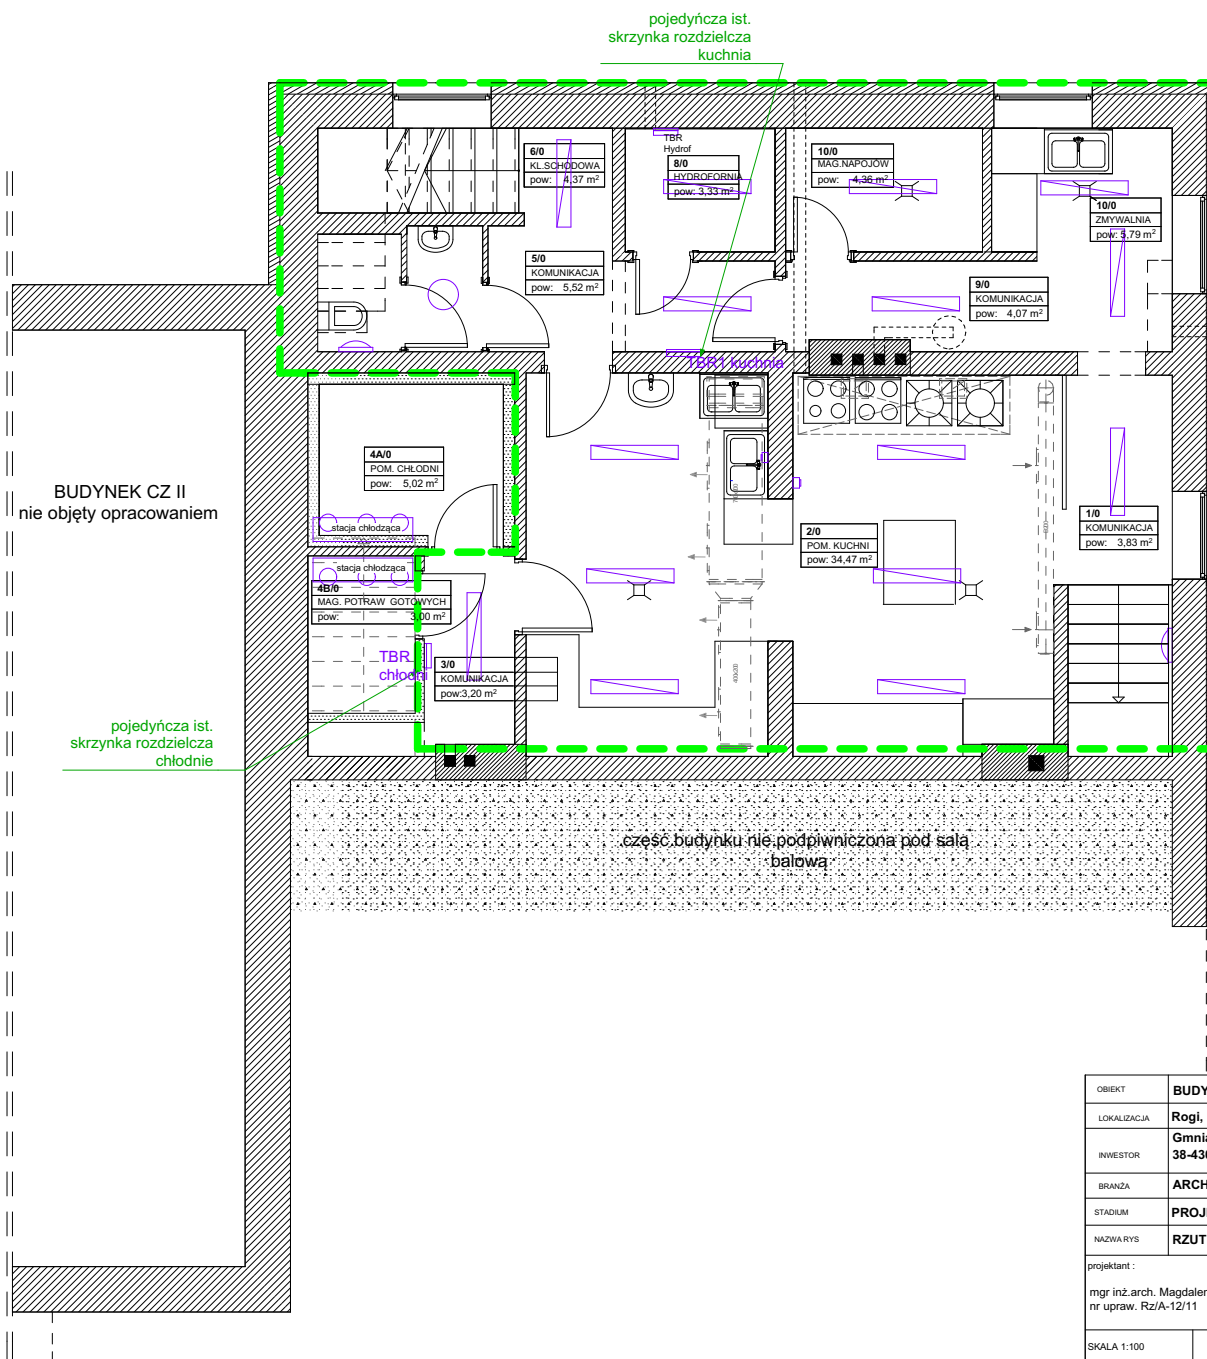 pojedyńcza ist.
skrzynka rozdzielcza
kuchnia
6/0
KL.SCHODOWA
pow: 4,37 m²
TBR
Hydrof
8/0
HYDROFORNIA
pow: 3,33 m²
10/0
MAG.NAPOJÓW
pow: 4,36 m²
10/0
ZMYWALNIA
pow: 5,79 m²
5/0
KOMUNIKACJA
pow: 5,52 m²
9/0
KOMUNIKACJA
pow: 4,07 m²
TBR1 kuchnia
4A/0
POM. CHŁODNI
pow: 5,02 m²
BUDYNEK CZ II
nie objęty opracowaniem
stacja chłodząca
stacja chłodząca
2/0
POM. KUCHNI
pow: 34,47 m²
1/0
KOMUNIKACJA
pow: 3,83 m²
4B/0
MAG. POTRAW GOTOWYCH
pow: 3,00 m²
TBR
chłodni
3/0
KOMUNIKACJA
pow:3,20 m²
400x200
pojedyńcza ist.
skrzynka rozdzielcza
chłodnie
część budynku nie podpiwniczona pod salą
balową
OBIEKT BUDY
LOKALIZACJA Rogi,
INWESTOR Gmnia
38-430
BRANŻA ARCH
STADIUM PROJ
NAZWA RYS RZUT
projektant :
mgr inż.arch. Magdalen
nr upraw. Rz/A-12/11
SKALA 1:100